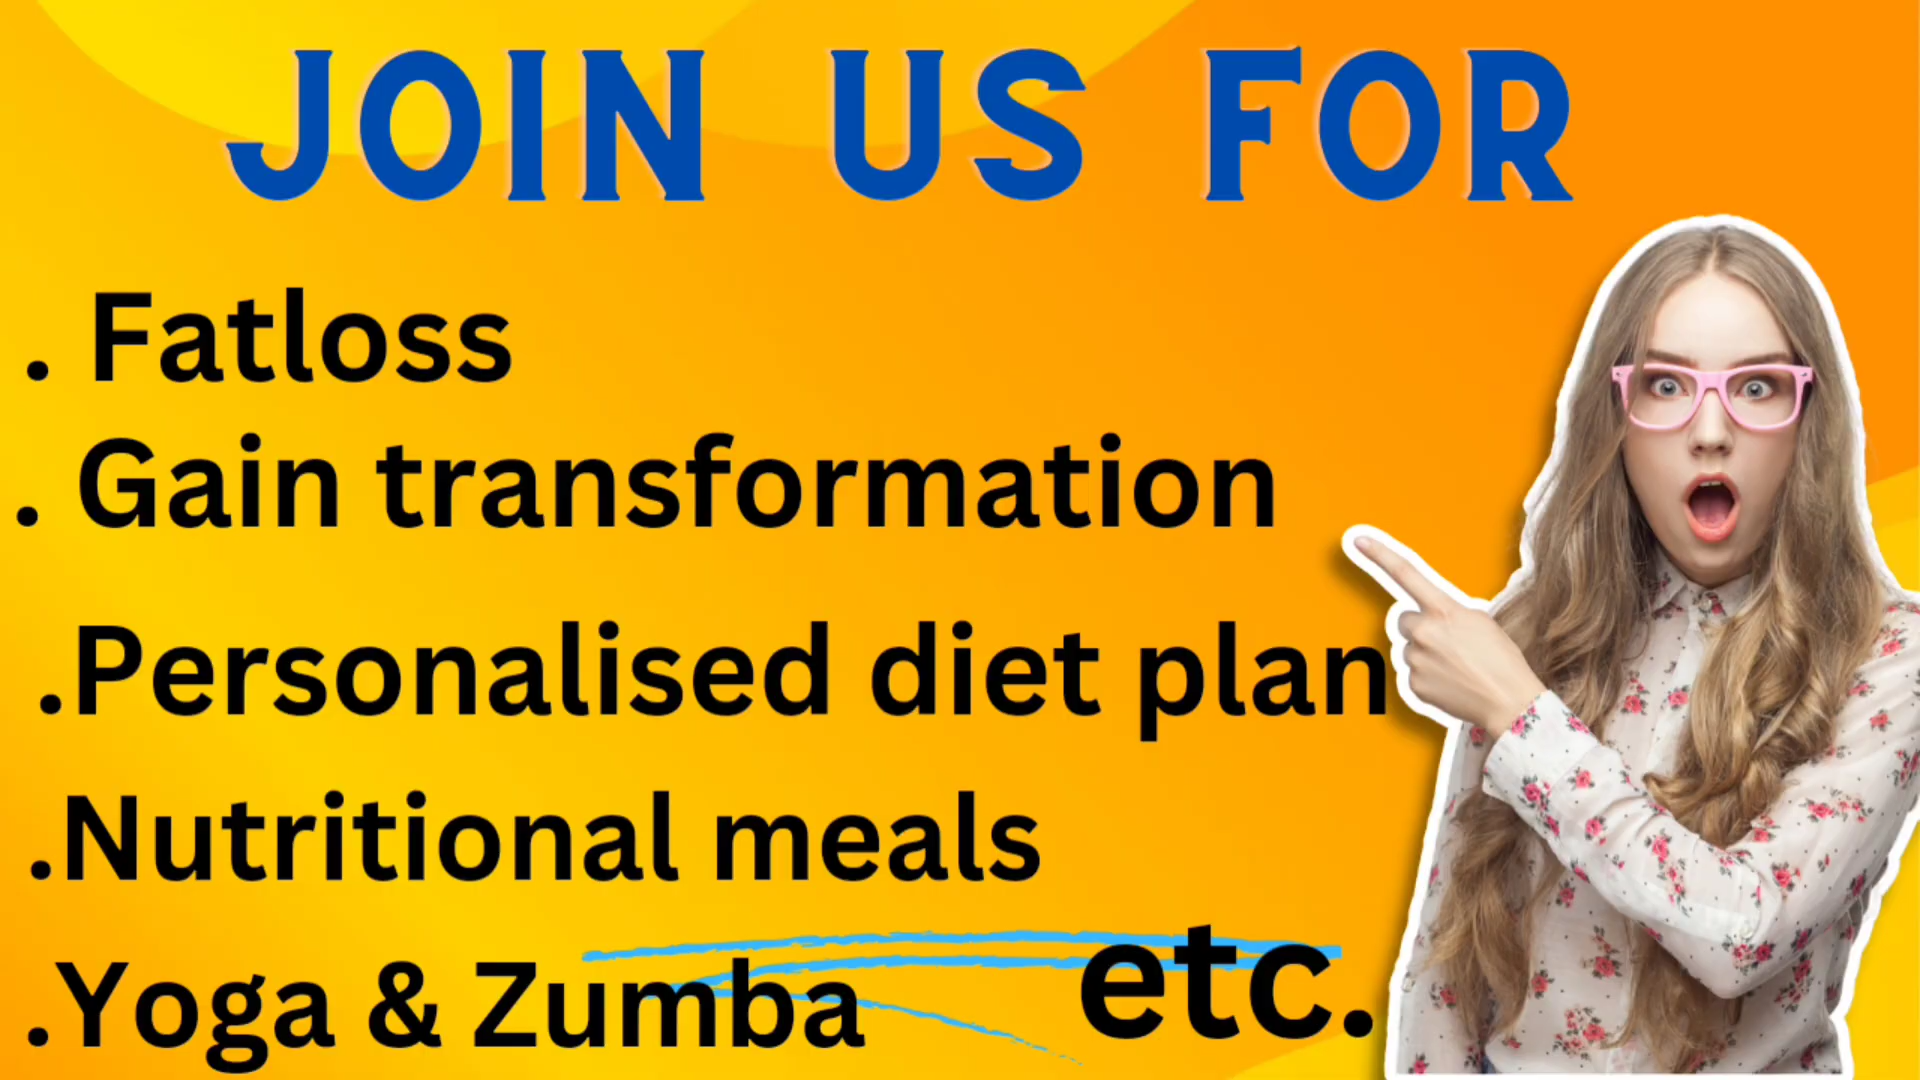 JOIN US FOR
. Fatloss
. Gain transformation
.Personalised diet plan
.Nutritional meals
.Yoga & Zumba etc.